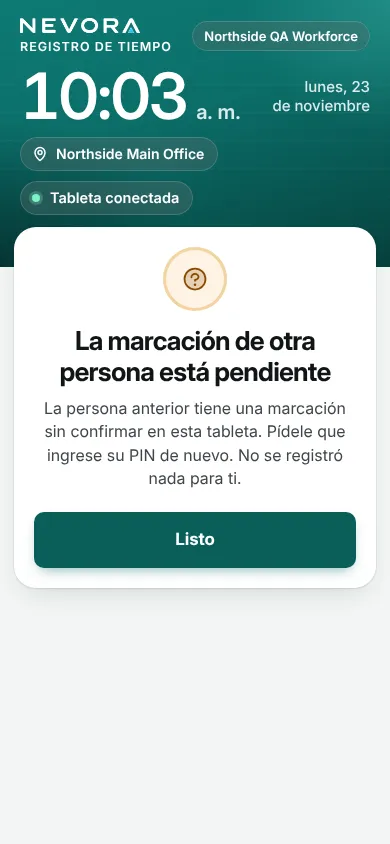 NEVORA
REGISTRO DE TIEMPO
Northside QA Workforce
10:03 a. m.
lunes, 23
de noviembre
Northside Main Office
Tableta conectada
La marcación de otra
persona está pendiente
La persona anterior tiene una marcación
sin confirmar en esta tableta. Pídele que
ingrese su PIN de nuevo. No se registró
nada para ti.
Listo